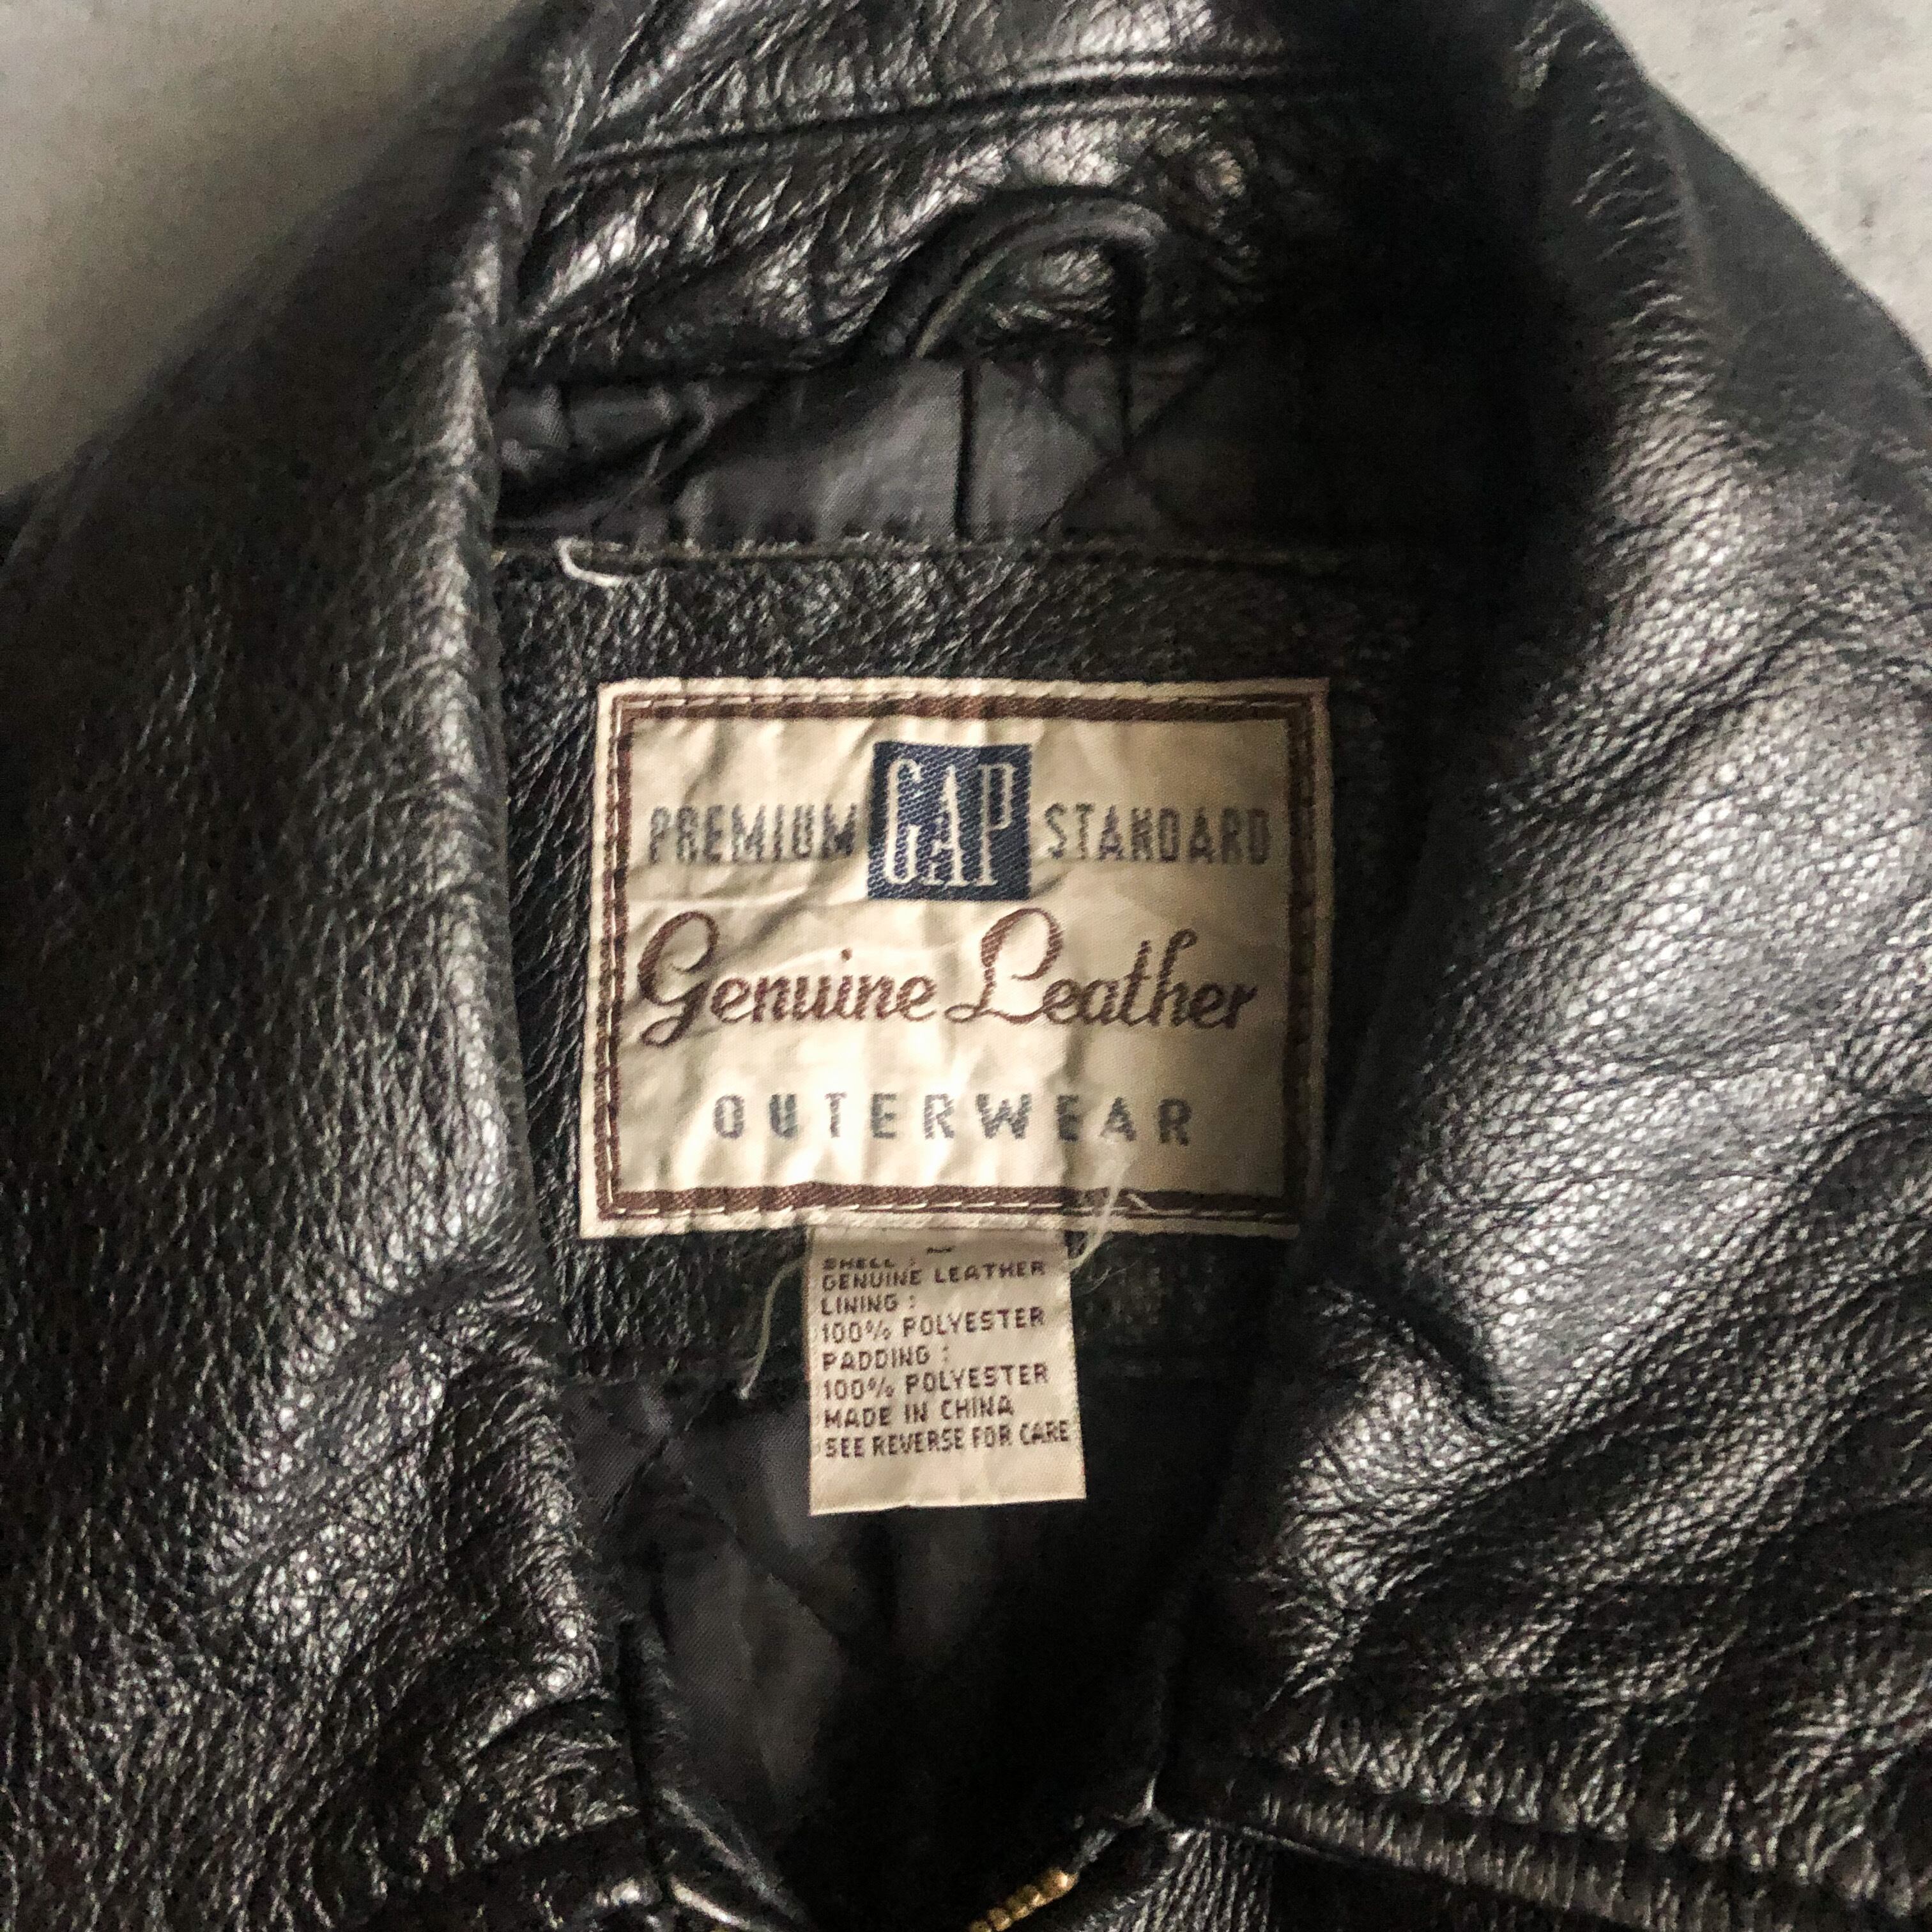 PREMIUM GAP STANDARD
Genuine Leather
OUTERWEAR
SHELL :
GENUINE LEATHER
LINING :
100% POLYESTER
PADDING :
100% POLYESTER
MADE IN CHINA
SEE REVERSE FOR CARE